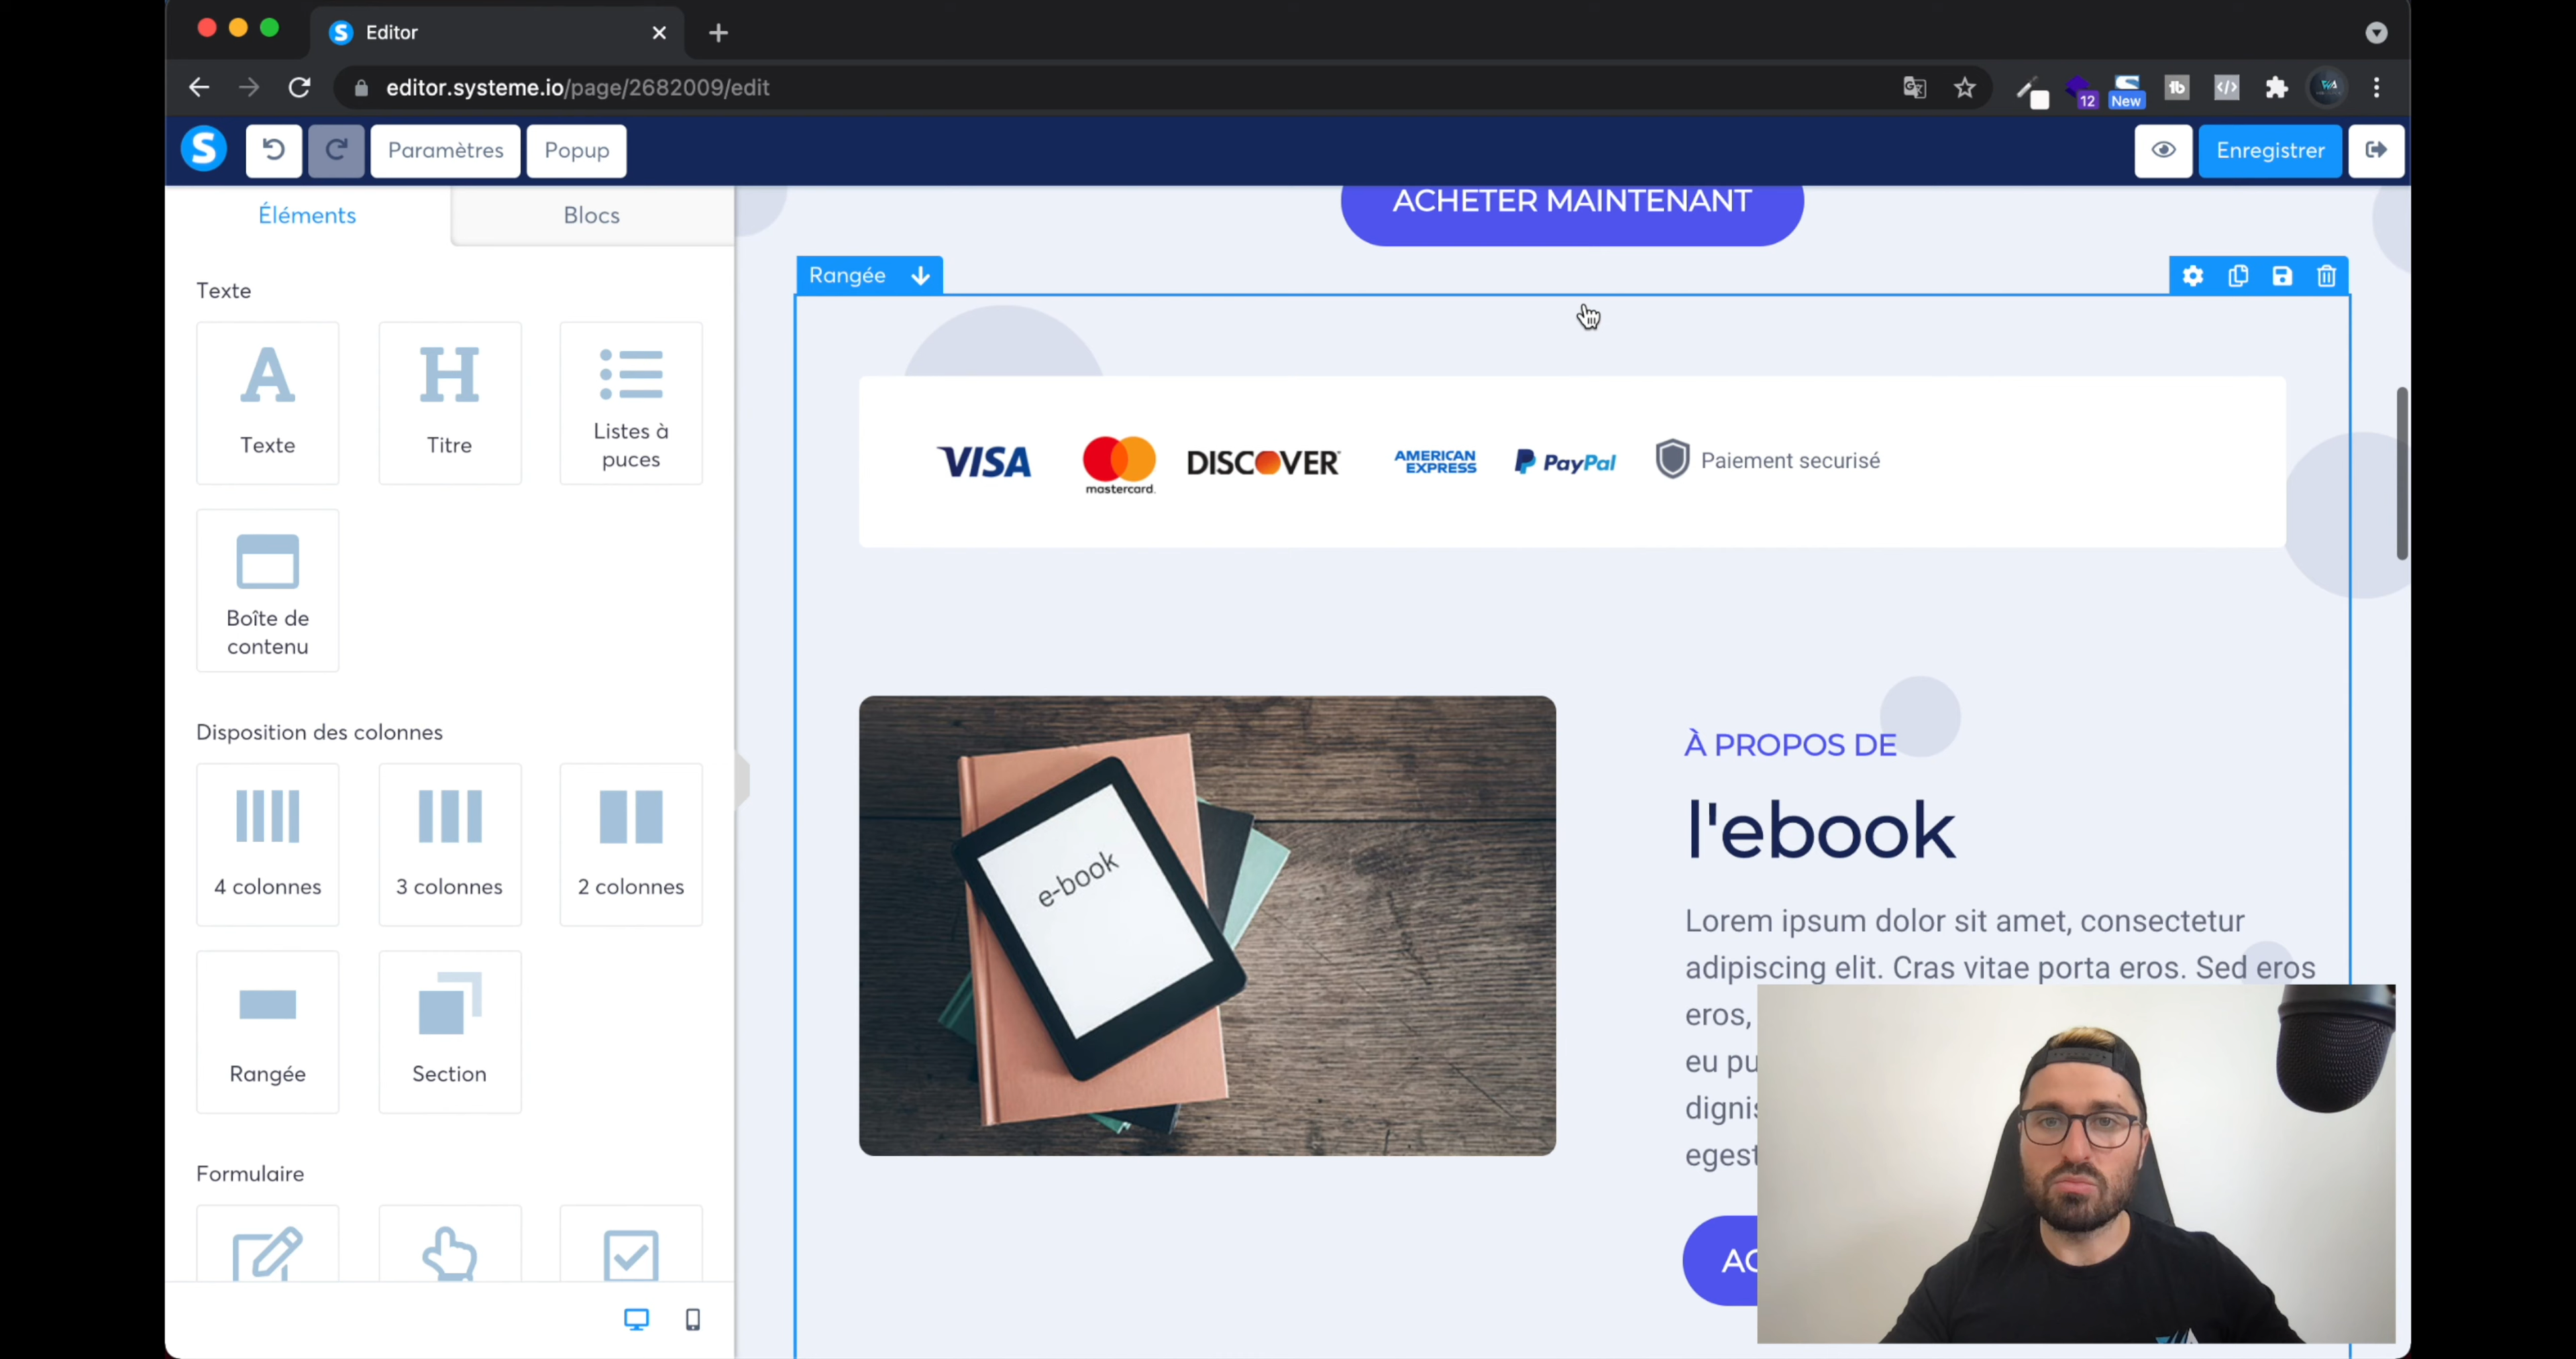 Editor
editor.systeme.io/page/2682009/edit
12
New
Paramètres
Popup
Enregistrer
Éléments
Blocs
ACHETER MAINTENANT
Rangée
Texte
A
Texte
H
Titre
Listes à
puces
Boîte de
contenu
VISA
mastercard.
DISCOVER
AMERICAN
EXPRESS
PayPal
Paiement securisé
Disposition des colonnes
4 colonnes
3 colonnes
2 colonnes
Rangée
Section
Formulaire
e-book
À PROPOS DE
l'ebook
Lorem ipsum dolor sit amet, consectetur
adipiscing elit. Cras vitae porta eros. Sed eros
eros,
eu pu
dignis
egest
AC